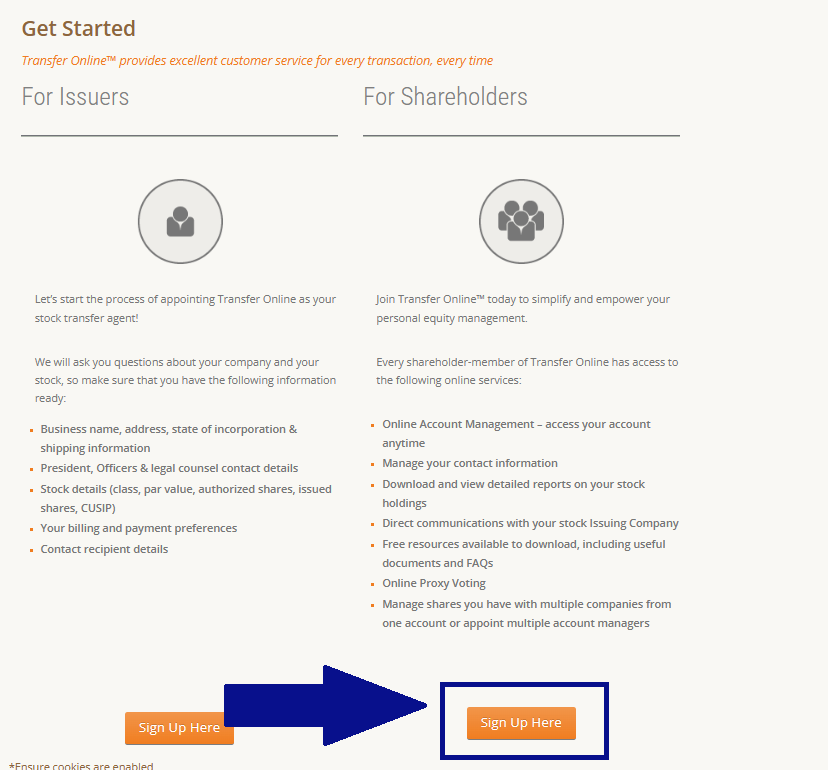 Get Started
Transfer Online™ provides excellent customer service for every transaction, every time
For Issuers
Let's start the process of appointing Transfer Online as your
stock transfer agent!
We will ask you questions about your company and your
stock, so make sure that you have the following information
ready:
Business name, address, state of incorporation &
shipping information
President, Officers & legal counsel contact details
Stock details (class, par value, authorized shares, issued
shares, CUSIP)
Your billing and payment preferences
Contact recipient details
Sign Up Here
For Shareholders
Join Transfer Online™ today to simplify and empower your
personal equity management.
Every shareholder-member of Transfer Online has access to
the following online services:
Online Account Management – access your account
anytime
Manage your contact information
Download and view detailed reports on your stock
holdings
Direct communications with your stock Issuing Company
Free resources available to download, including useful
documents and FAQs
Online Proxy Voting
Manage shares you have with multiple companies from
one account or appoint multiple account managers
Sign Up Here
*Ensure cookies are enabled